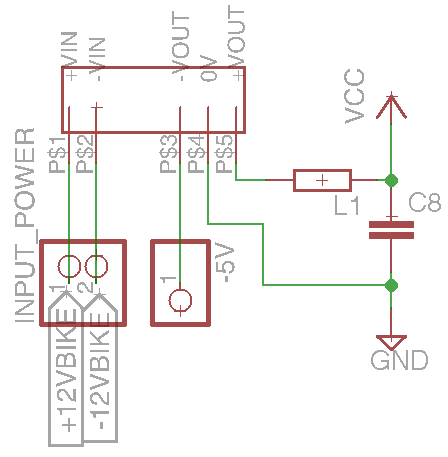 +VIN
-VIN
-VOUT
0V
+VOUT
PS1
PS2
PS3
PS4
PS5
VCC
L1
C8
INPUT_POWER
1
2
1
-5V
+12VBIKE
-12VBIKE
GND